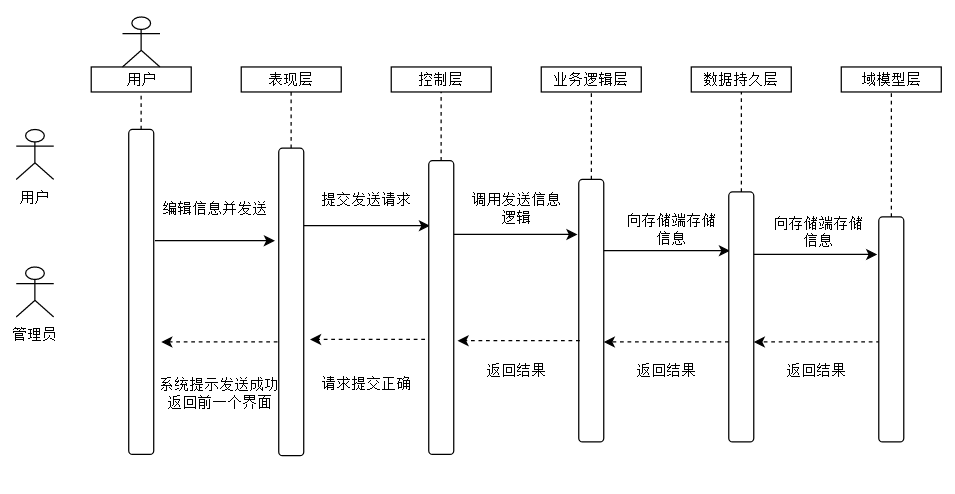 用户
表现层
控制层
业务逻辑层
数据持久层
域模型层
用户
管理员
编辑信息并发送
提交发送请求
调用发送信息
逻辑
向存储端存储
信息
向存储端存储
信息
系统提示发送成功
返回前一个界面
请求提交正确
返回结果
返回结果
返回结果